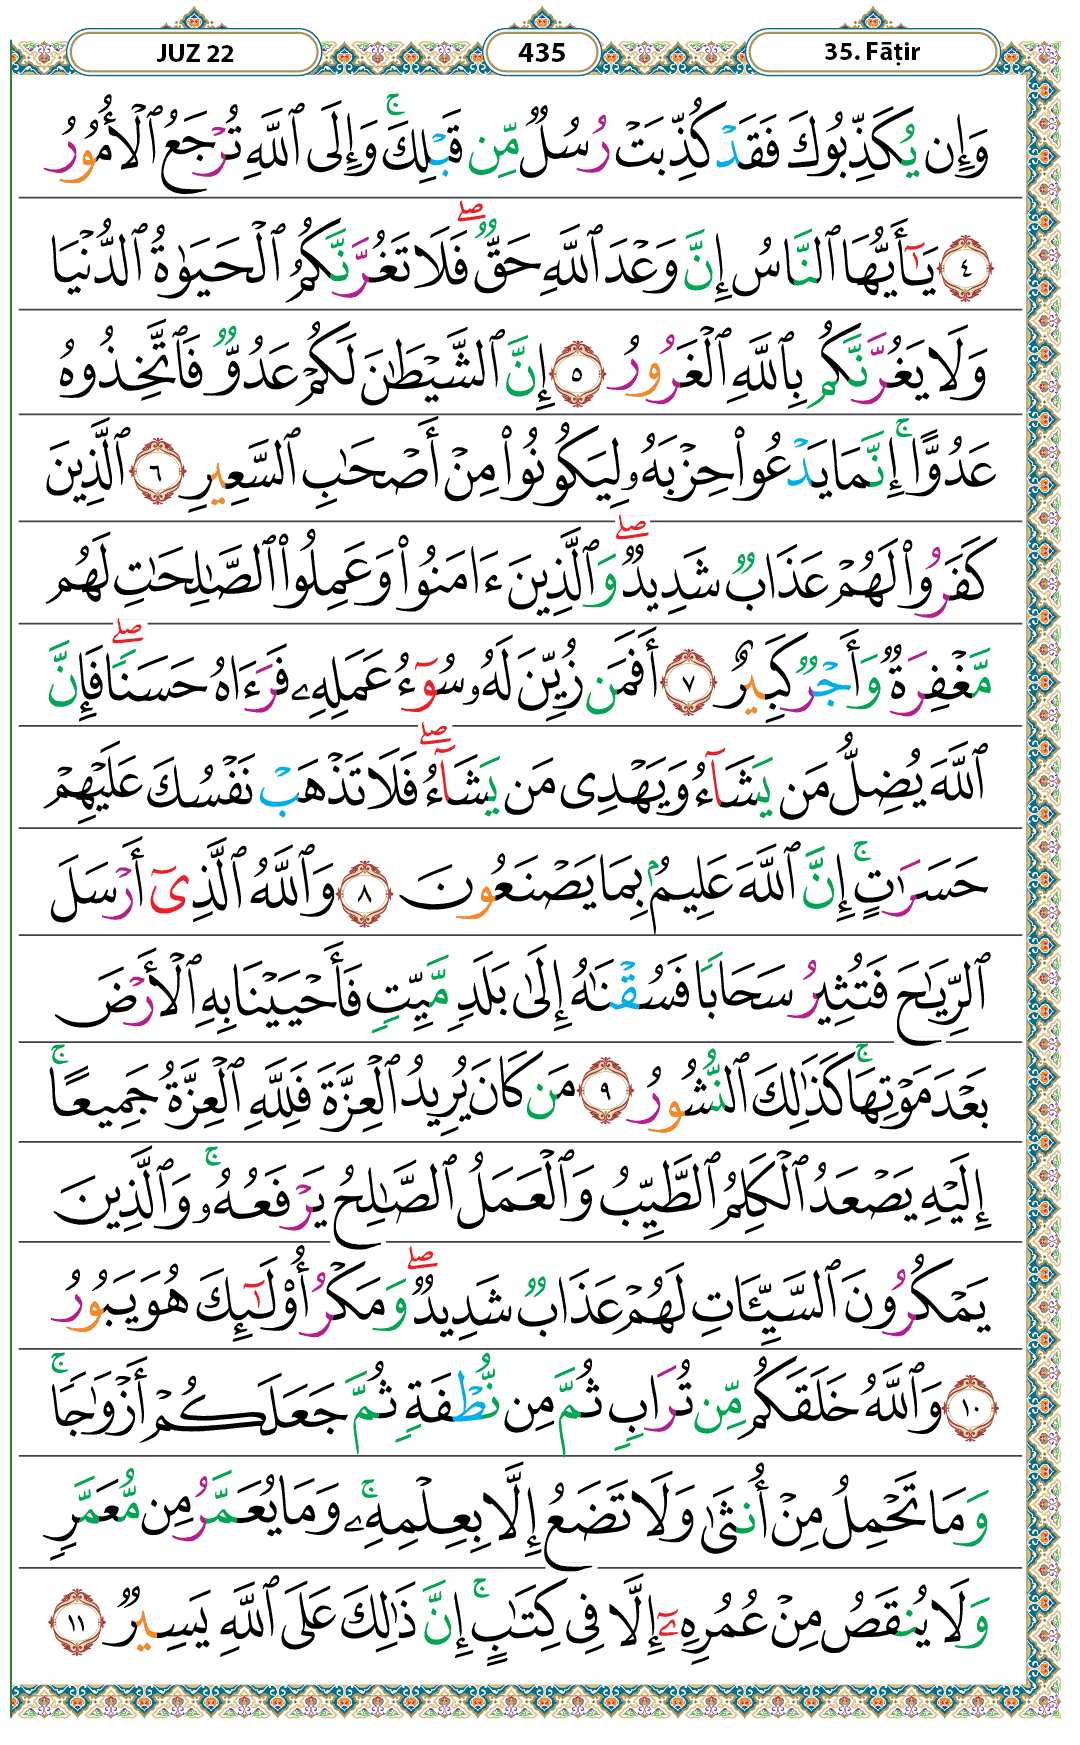 JUZ 22 435 35. Fāṭir
وَإِن يُكَذِّبُوكَ فَقَدْ كُذِّبَتْ رُسُلٌ مِّن قَبْلِكَ ۚ وَإِلَى ٱللَّهِ تُرْجَعُ ٱلْأُمُورُ
٤ يَـٰٓأَيُّهَا ٱلنَّاسُ إِنَّ وَعْدَ ٱللَّهِ حَقٌّ ۖ فَلَا تَغُرَّنَّكُمُ ٱلْحَيَوٰةُ ٱلدُّنْيَا
وَلَا يَغُرَّنَّكُم بِٱللَّهِ ٱلْغَرُورُ ٥ إِنَّ ٱلشَّيْطَـٰنَ لَكُمْ عَدُوٌّ فَٱتَّخِذُوهُ
عَدُوًّا ۚ إِنَّمَا يَدْعُوا۟ حِزْبَهُۥ لِيَكُونُوا۟ مِنْ أَصْحَـٰبِ ٱلسَّعِيرِ ٦ ٱلَّذِينَ
كَفَرُوا۟ لَهُمْ عَذَابٌ شَدِيدٌ ۖ وَٱلَّذِينَ ءَامَنُوا۟ وَعَمِلُوا۟ ٱلصَّـٰلِحَـٰتِ لَهُم
مَّغْفِرَةٌ وَأَجْرٌ كَبِيرٌ ٧ أَفَمَن زُيِّنَ لَهُۥ سُوٓءُ عَمَلِهِۦ فَرَءَاهُ حَسَنًا ۖ فَإِنَّ
ٱللَّهَ يُضِلُّ مَن يَشَآءُ وَيَهْدِى مَن يَشَآءُ ۖ فَلَا تَذْهَبْ نَفْسُكَ عَلَيْهِمْ
حَسَرَٰتٍ ۚ إِنَّ ٱللَّهَ عَلِيمٌۢ بِمَا يَصْنَعُونَ ٨ وَٱللَّهُ ٱلَّذِىٓ أَرْسَلَ
ٱلرِّيَـٰحَ فَتُثِيرُ سَحَابًا فَسُقْنَـٰهُ إِلَىٰ بَلَدٍ مَّيِّتٍ فَأَحْيَيْنَا بِهِ ٱلْأَرْضَ
بَعْدَ مَوْتِهَا ۚ كَذَٰلِكَ ٱلنُّشُورُ ٩ مَن كَانَ يُرِيدُ ٱلْعِزَّةَ فَلِلَّهِ ٱلْعِزَّةُ جَمِيعًا ۚ
إِلَيْهِ يَصْعَدُ ٱلْكَلِمُ ٱلطَّيِّبُ وَٱلْعَمَلُ ٱلصَّـٰلِحُ يَرْفَعُهُۥ ۚ وَٱلَّذِينَ
يَمْكُرُونَ ٱلسَّيِّـَٔاتِ لَهُمْ عَذَابٌ شَدِيدٌ ۖ وَمَكْرُ أُو۟لَـٰٓئِكَ هُوَ يَبُورُ
١٠ وَٱللَّهُ خَلَقَكُم مِّن تُرَابٍ ثُمَّ مِن نُّطْفَةٍ ثُمَّ جَعَلَكُمْ أَزْوَٰجًا ۚ
وَمَا تَحْمِلُ مِنْ أُنثَىٰ وَلَا تَضَعُ إِلَّا بِعِلْمِهِۦ ۚ وَمَا يُعَمَّرُ مِن مُّعَمَّرٍ
وَلَا يُنقَصُ مِنْ عُمُرِهِۦٓ إِلَّا فِى كِتَـٰبٍ ۚ إِنَّ ذَٰلِكَ عَلَى ٱللَّهِ يَسِيرٌ ١١